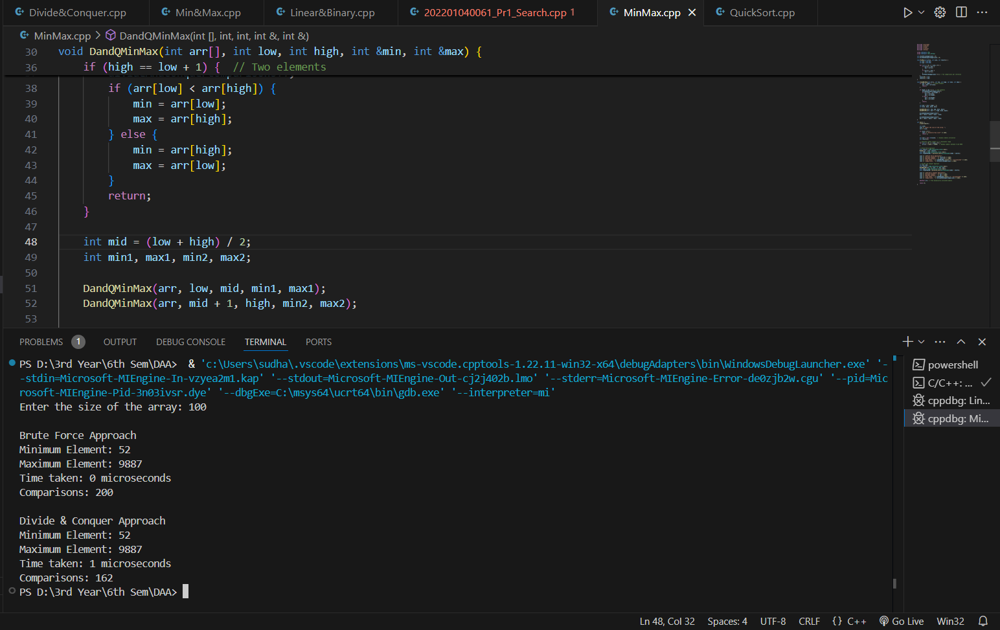 Divide&Conquer.cpp Min&Max.cpp Linear&Binary.cpp 202201040061_Pr1_Search.cpp 1 MinMax.cpp QuickSort.cpp
MinMax.cpp > DandQMinMax(int [], int, int, int &, int &)
30 void DandQMinMax(int arr[], int low, int high, int &min, int &max) {
36 if (high == low + 1) { // Two elements
38 if (arr[low] < arr[high]) {
39 min = arr[low];
40 max = arr[high];
41 } else {
42 min = arr[high];
43 max = arr[low];
44 }
45 return;
46 }
47
48 int mid = (low + high) / 2;
49 int min1, max1, min2, max2;
50
51 DandQMinMax(arr, low, mid, min1, max1);
52 DandQMinMax(arr, mid + 1, high, min2, max2);
53
PROBLEMS 1 OUTPUT DEBUG CONSOLE TERMINAL PORTS
PS D:\3rd Year\6th Sem\DAA> & 'c:\Users\sudha\.vscode\extensions\ms-vscode.cpptools-1.22.11-win32-x64\debugAdapters\bin\WindowsDebugLauncher.exe' '-
-stdin=Microsoft-MIEngine-In-vzyea2m1.kap' '--stdout=Microsoft-MIEngine-Out-cj2j402b.lmo' '--stderr=Microsoft-MIEngine-Error-de0zjb2w.cgu' '--pid=Mic
rosoft-MIEngine-Pid-3n03ivsr.dye' '--dbgExe=C:\msys64\ucrt64\bin\gdb.exe' '--interpreter=mi'
Enter the size of the array: 100
Brute Force Approach
Minimum Element: 52
Maximum Element: 9887
Time taken: 0 microseconds
Comparisons: 200
Divide & Conquer Approach
Minimum Element: 52
Maximum Element: 9887
Time taken: 1 microseconds
Comparisons: 162
PS D:\3rd Year\6th Sem\DAA>
powershell
C/C++: ...
cppdbg: Lin...
cppdbg: Mi...
Ln 48, Col 32 Spaces: 4 UTF-8 CRLF {} C++ Go Live Win32